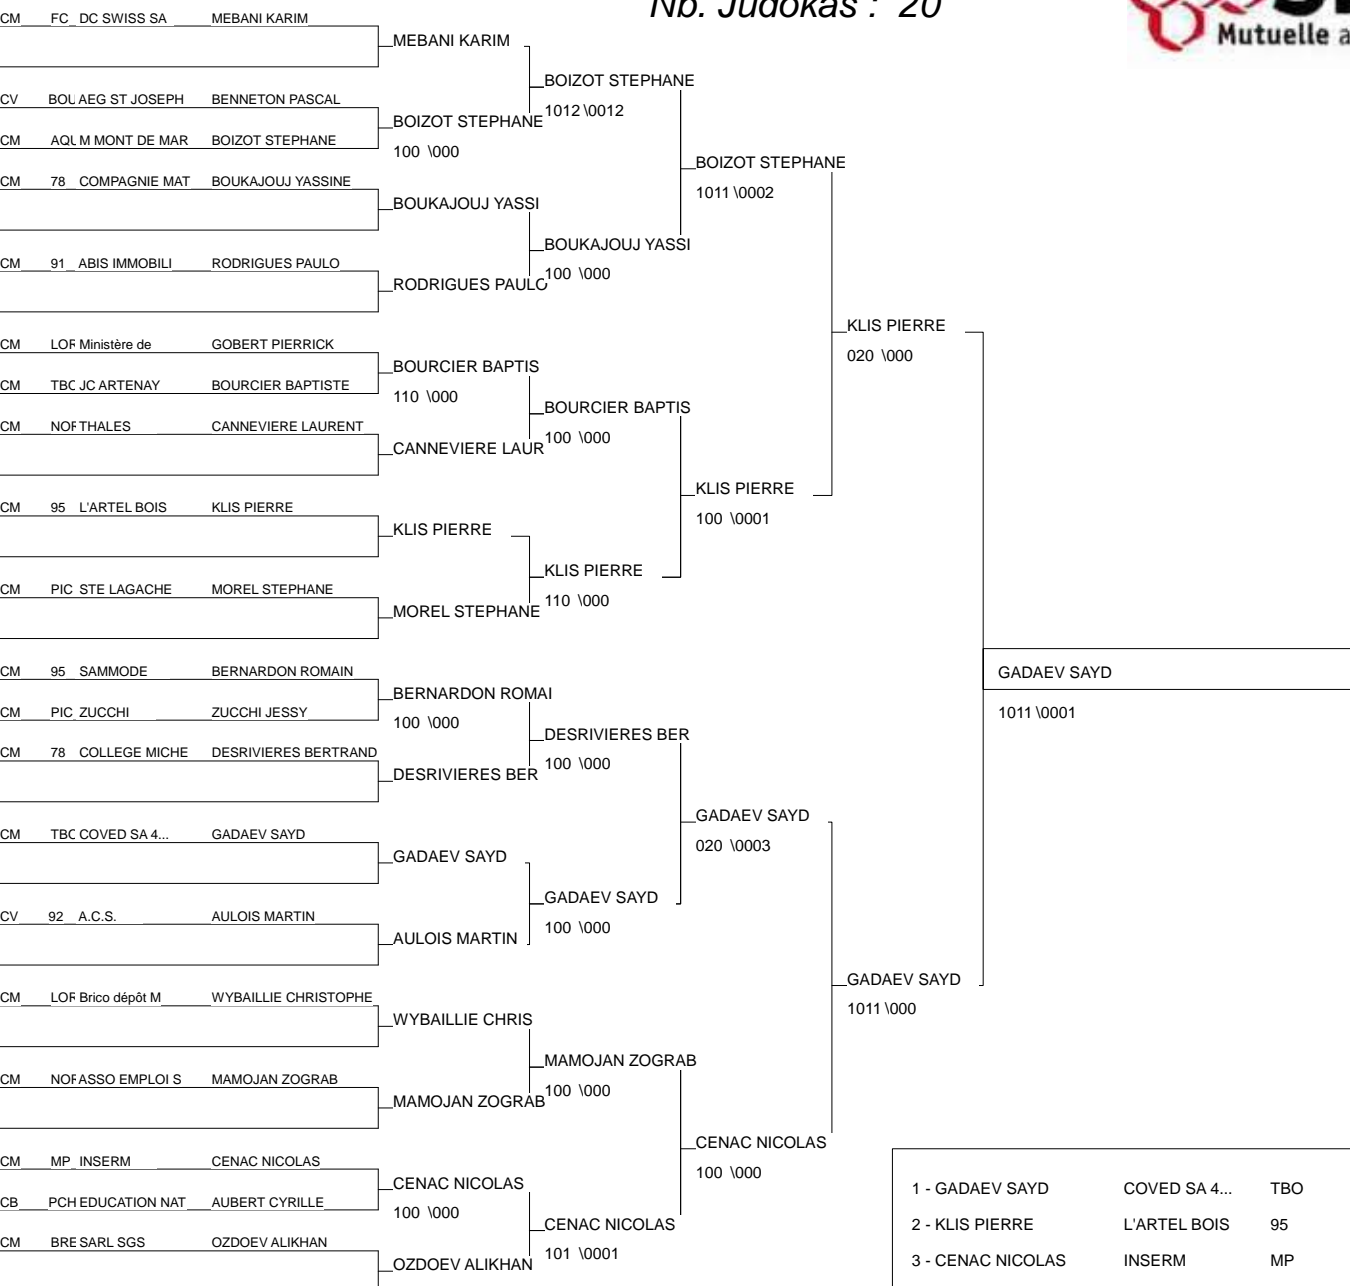 Nb. Judokas : 20
Mutuelle a
CM FC DC SWISS SA MEBANI KARIM
MEBANI KARIM
BOIZOT STEPHANE
1012 \0012
CV BOU AEG ST JOSEPH BENNETON PASCAL
BOIZOT STEPHANE
100 \000
CM AQU M MONT DE MAR BOIZOT STEPHANE
BOIZOT STEPHANE
1011 \0002
CM 78 COMPAGNIE MAT BOUKAJOUJ YASSINE
BOUKAJOUJ YASSI
BOUKAJOUJ YASSI
100 \000
CM 91 ABIS IMMOBILI RODRIGUES PAULO
RODRIGUES PAULO
KLIS PIERRE
020 \000
CM LOR Ministère de GOBERT PIERRICK
BOURCIER BAPTIS
110 \000
CM TBO JC ARTENAY BOURCIER BAPTISTE
BOURCIER BAPTIS
100 \000
CM NOR THALES CANNEVIERE LAURENT
CANNEVIERE LAUR
KLIS PIERRE
100 \0001
CM 95 L'ARTEL BOIS KLIS PIERRE
KLIS PIERRE
KLIS PIERRE
110 \000
CM PIC STE LAGACHE MOREL STEPHANE
MOREL STEPHANE
GADAEV SAYD
1011 \0001
CM 95 SAMMODE BERNARDON ROMAIN
BERNARDON ROMAI
100 \000
CM PIC ZUCCHI ZUCCHI JESSY
DESRIVIERES BER
100 \000
CM 78 COLLEGE MICHE DESRIVIERES BERTRAND
DESRIVIERES BER
GADAEV SAYD
020 \0003
CM TBO COVED SA 4... GADAEV SAYD
GADAEV SAYD
GADAEV SAYD
100 \000
CV 92 A.C.S. AULOIS MARTIN
AULOIS MARTIN
GADAEV SAYD
1011 \000
CM LOR Brico dépôt M WYBAILLIE CHRISTOPHE
WYBAILLIE CHRIS
MAMOJAN ZOGRAB
100 \000
CM NOR ASSO EMPLOI S MAMOJAN ZOGRAB
MAMOJAN ZOGRAB
CENAC NICOLAS
100 \000
CM MP INSERM CENAC NICOLAS
CENAC NICOLAS
100 \000
CB PCH EDUCATION NAT AUBERT CYRILLE
CENAC NICOLAS
101 \0001
CM BRE SARL SGS OZDOEV ALIKHAN
OZDOEV ALIKHAN
1 - GADAEV SAYD COVED SA 4... TBO
2 - KLIS PIERRE L'ARTEL BOIS 95
3 - CENAC NICOLAS INSERM MP